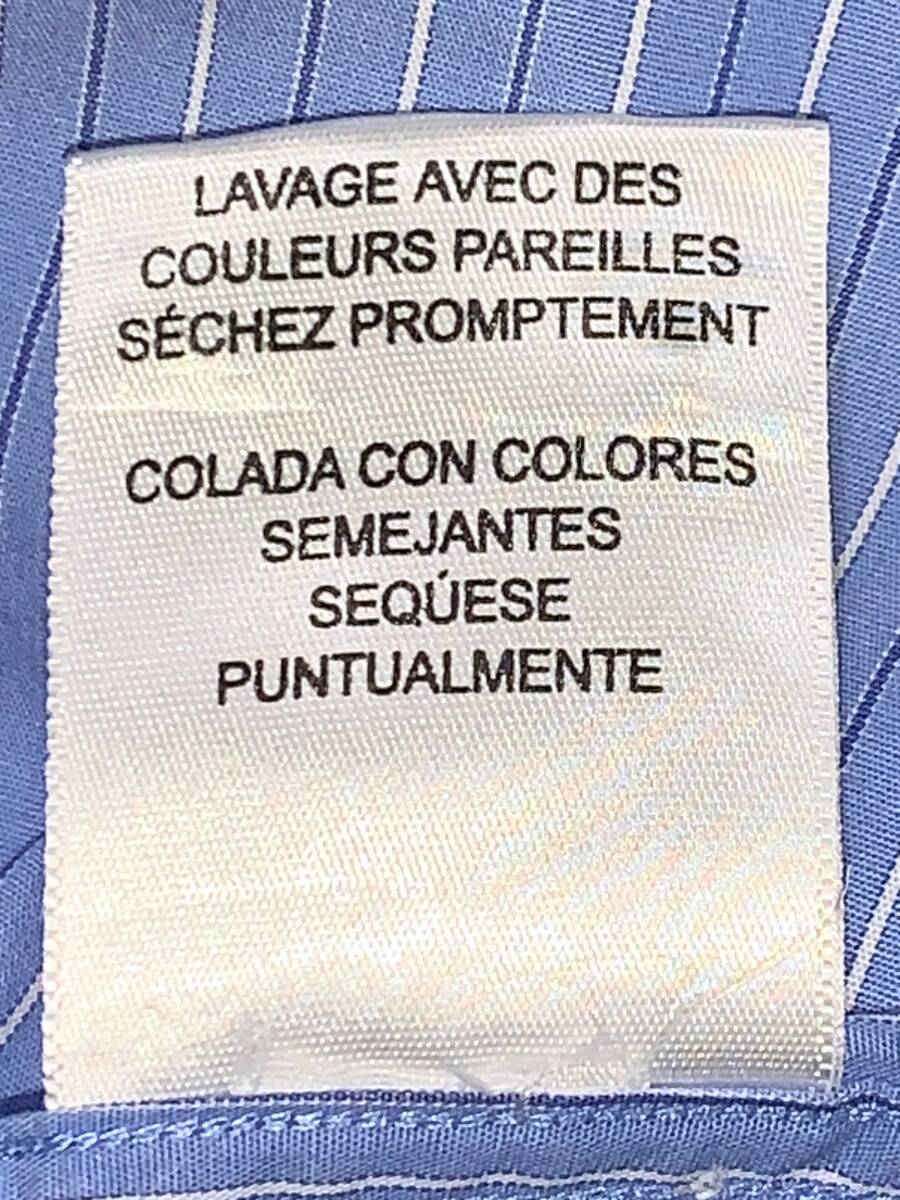 LAVAGE AVEC DES
COULEURS PAREILLES
SÉCHEZ PROMPTEMENT
COLADA CON COLORES
SEMEJANTES
SEQÚESE
PUNTUALMENTE